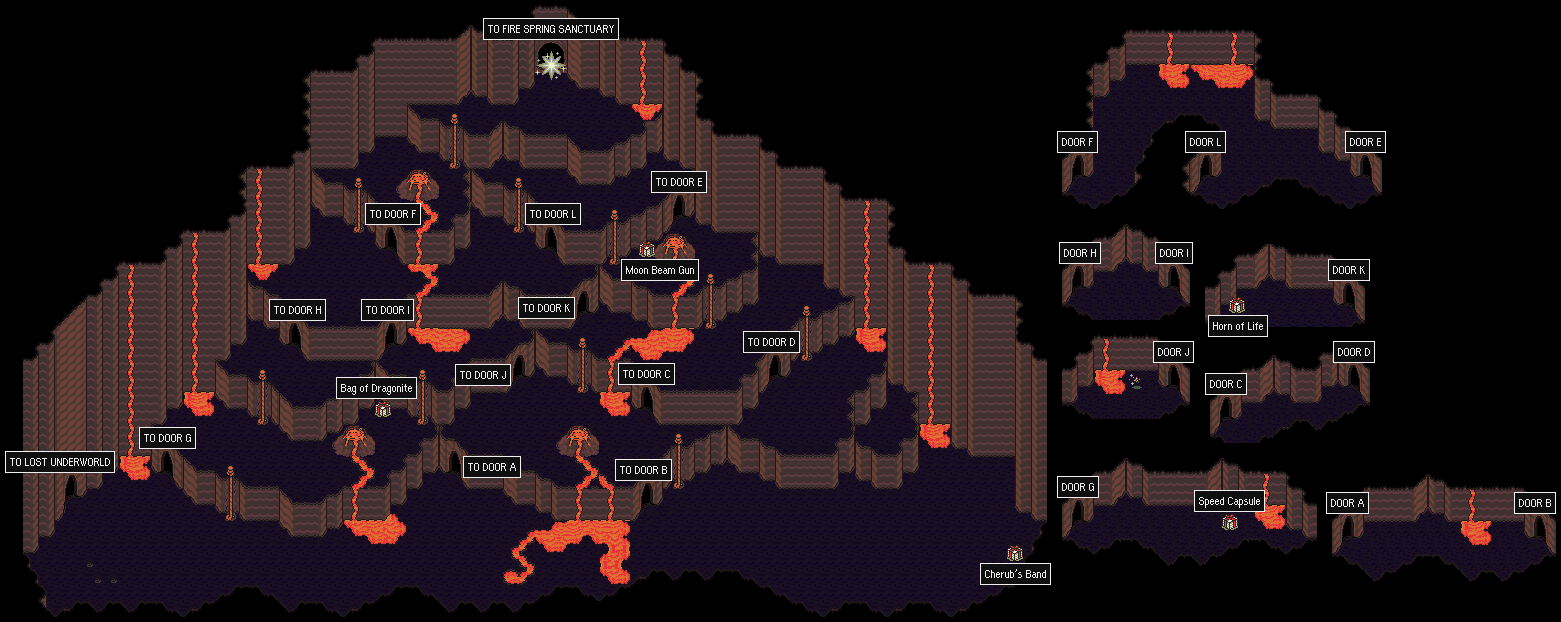 TO FIRE SPRING SANCTUARY
TO DOOR E
TO DOOR F
TO DOOR L
Moon Beam Gun
TO DOOR H
TO DOOR I
TO DOOR K
TO DOOR D
TO DOOR J
TO DOOR C
Bag of Dragonite
TO DOOR G
TO LOST UNDERWORLD
TO DOOR A
TO DOOR B
Cherub's Band
DOOR F
DOOR L
DOOR E
DOOR H
DOOR I
DOOR K
Horn of Life
DOOR J
DOOR D
DOOR C
DOOR G
Speed Capsule
DOOR A
DOOR B